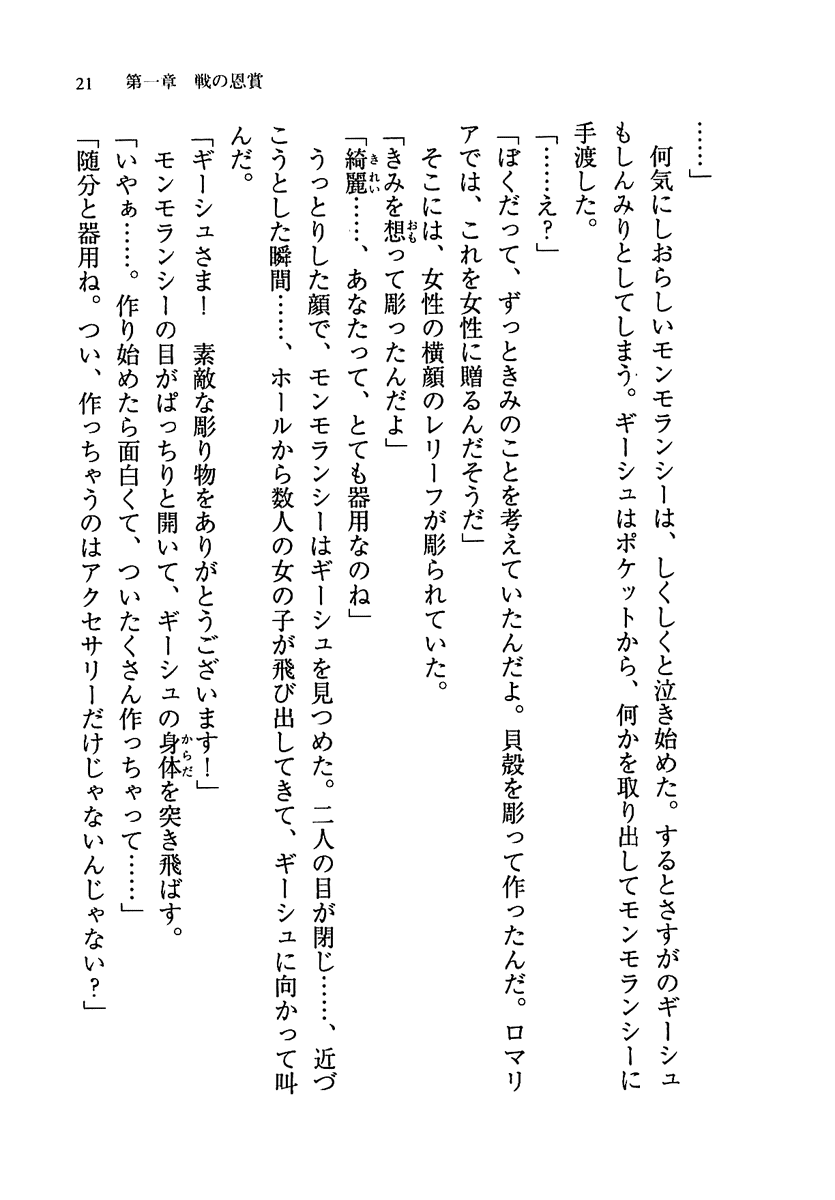 21　第一章　戦の恩賞
……」
　何気にしおらしいモンモランシーは、しくしくと泣き始めた。するとさすがのギーシュ
もしんみりとしてしまう。ギーシュはポケットから、何かを取り出してモンモランシーに
手渡した。
「……え？」
「ぼくだって、ずっときみのことを考えていたんだよ。貝殻を彫って作ったんだ。ロマリ
アでは、これを女性に贈るんだそうだ」
　そこには、女性の横顔のレリーフが彫られていた。
「きみを想って彫ったんだよ」
「綺麗……、あなたって、とても器用なのね」
　うっとりした顔で、モンモランシーはギーシュを見つめた。二人の目が閉じ……、近づ
こうとした瞬間……、ホールから数人の女の子が飛び出してきて、ギーシュに向かって叫
んだ。
「ギーシュさま！　素敵な彫り物をありがとうございます！」
　モンモランシーの目がぱっちりと開いて、ギーシュの身体を突き飛ばす。
「いやぁ……。作り始めたら面白くて、ついたくさん作っちゃって……」
「随分と器用ね。つい、作っちゃうのはアクセサリーだけじゃないんじゃない？」